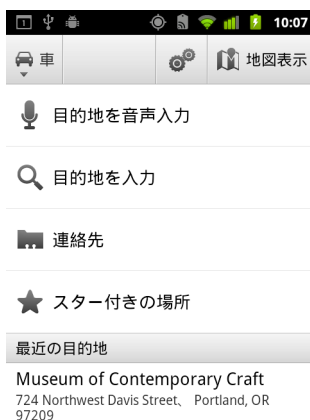 10:07
車
地図表示
目的地を音声入力
目的地を入力
連絡先
スター付きの場所
最近の目的地
Museum of Contemporary Craft
724 Northwest Davis Street、 Portland, OR
97209